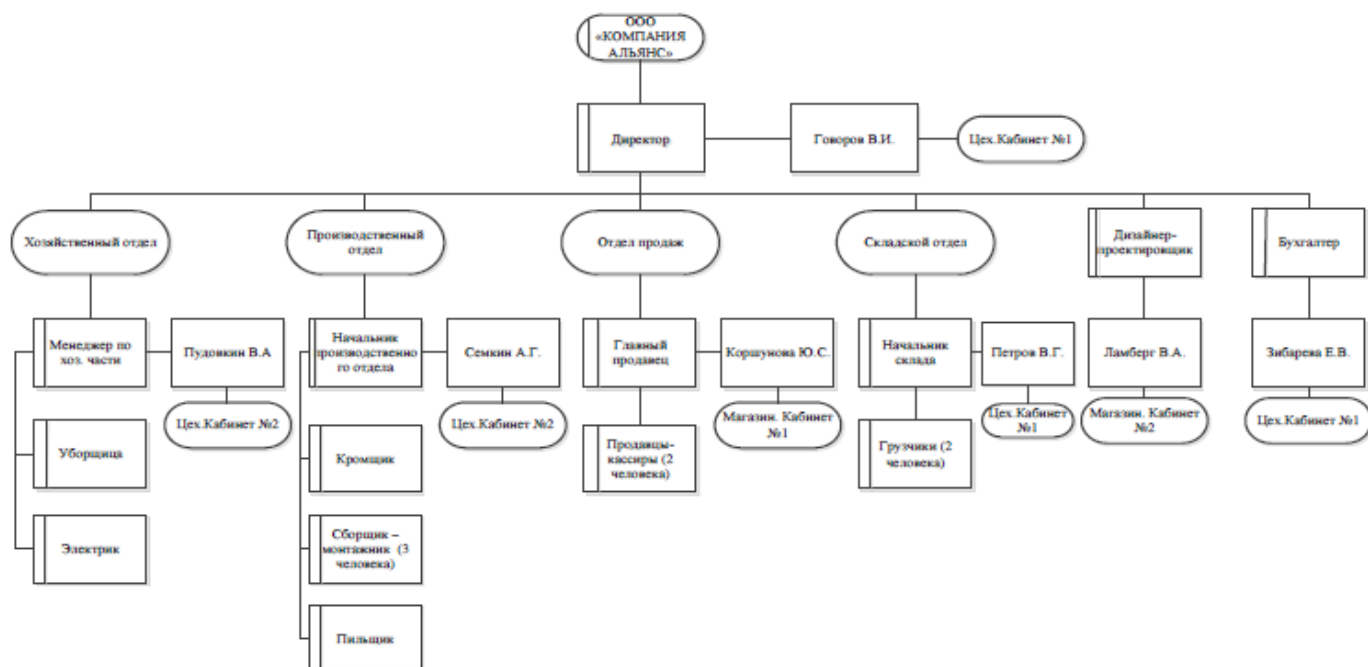 ООО
«КОМПАНИЯ
АЛЬЯНС»
Директор
Говоров В.И.
Цех.Кабинет №1
Хозяйственный отдел
Производственный
отдел
Отдел продаж
Складской отдел
Дизайнер-
проектировщик
Бухгалтер
Менеджер по
хоз. части
Пудовкин В.А
Цех.Кабинет №2
Начальник
производственно
го отдела
Семкин А.Г.
Цех.Кабинет №2
Главный
продавец
Коршунова Ю.С.
Магазин. Кабинет
№1
Начальник
склада
Петров В.Г.
Цех.Кабинет
№1
Ламберг В.А.
Магазин. Кабинет
№2
Зибарева Е.В.
Цех.Кабинет №1
Уборщица
Кромщик
Продавцы-
кассиры (2
человека)
Грузчики (2
человека)
Электрик
Сборщик –
монтажник (3
человека)
Пильщик